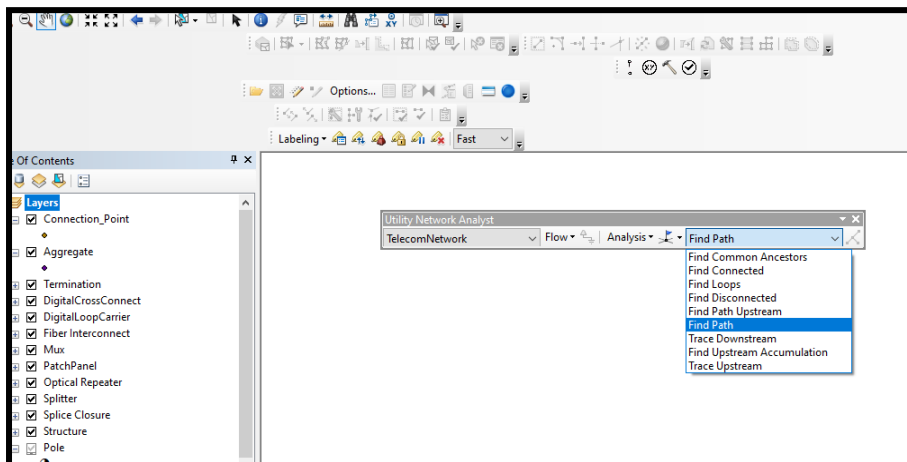 Options...
Labeling
Fast
e Of Contents
Layers
Connection_Point
Aggregate
Termination
DigitalCrossConnect
DigitalLoopCarrier
Fiber Interconnect
Mux
PatchPanel
Optical Repeater
Splitter
Splice Closure
Structure
Pole
Utility Network Analyst
TelecomNetwork Flow Analysis Find Path
Find Common Ancestors
Find Connected
Find Loops
Find Disconnected
Find Path Upstream
Find Path
Trace Downstream
Find Upstream Accumulation
Trace Upstream